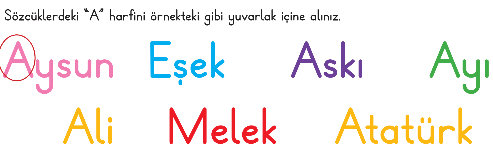 Sözcüklerdeki “A” harfini örnekteki gibi yuvarlak içine alınız.
Aysun Eşek Askı Ayı
Ali Melek Atatürk